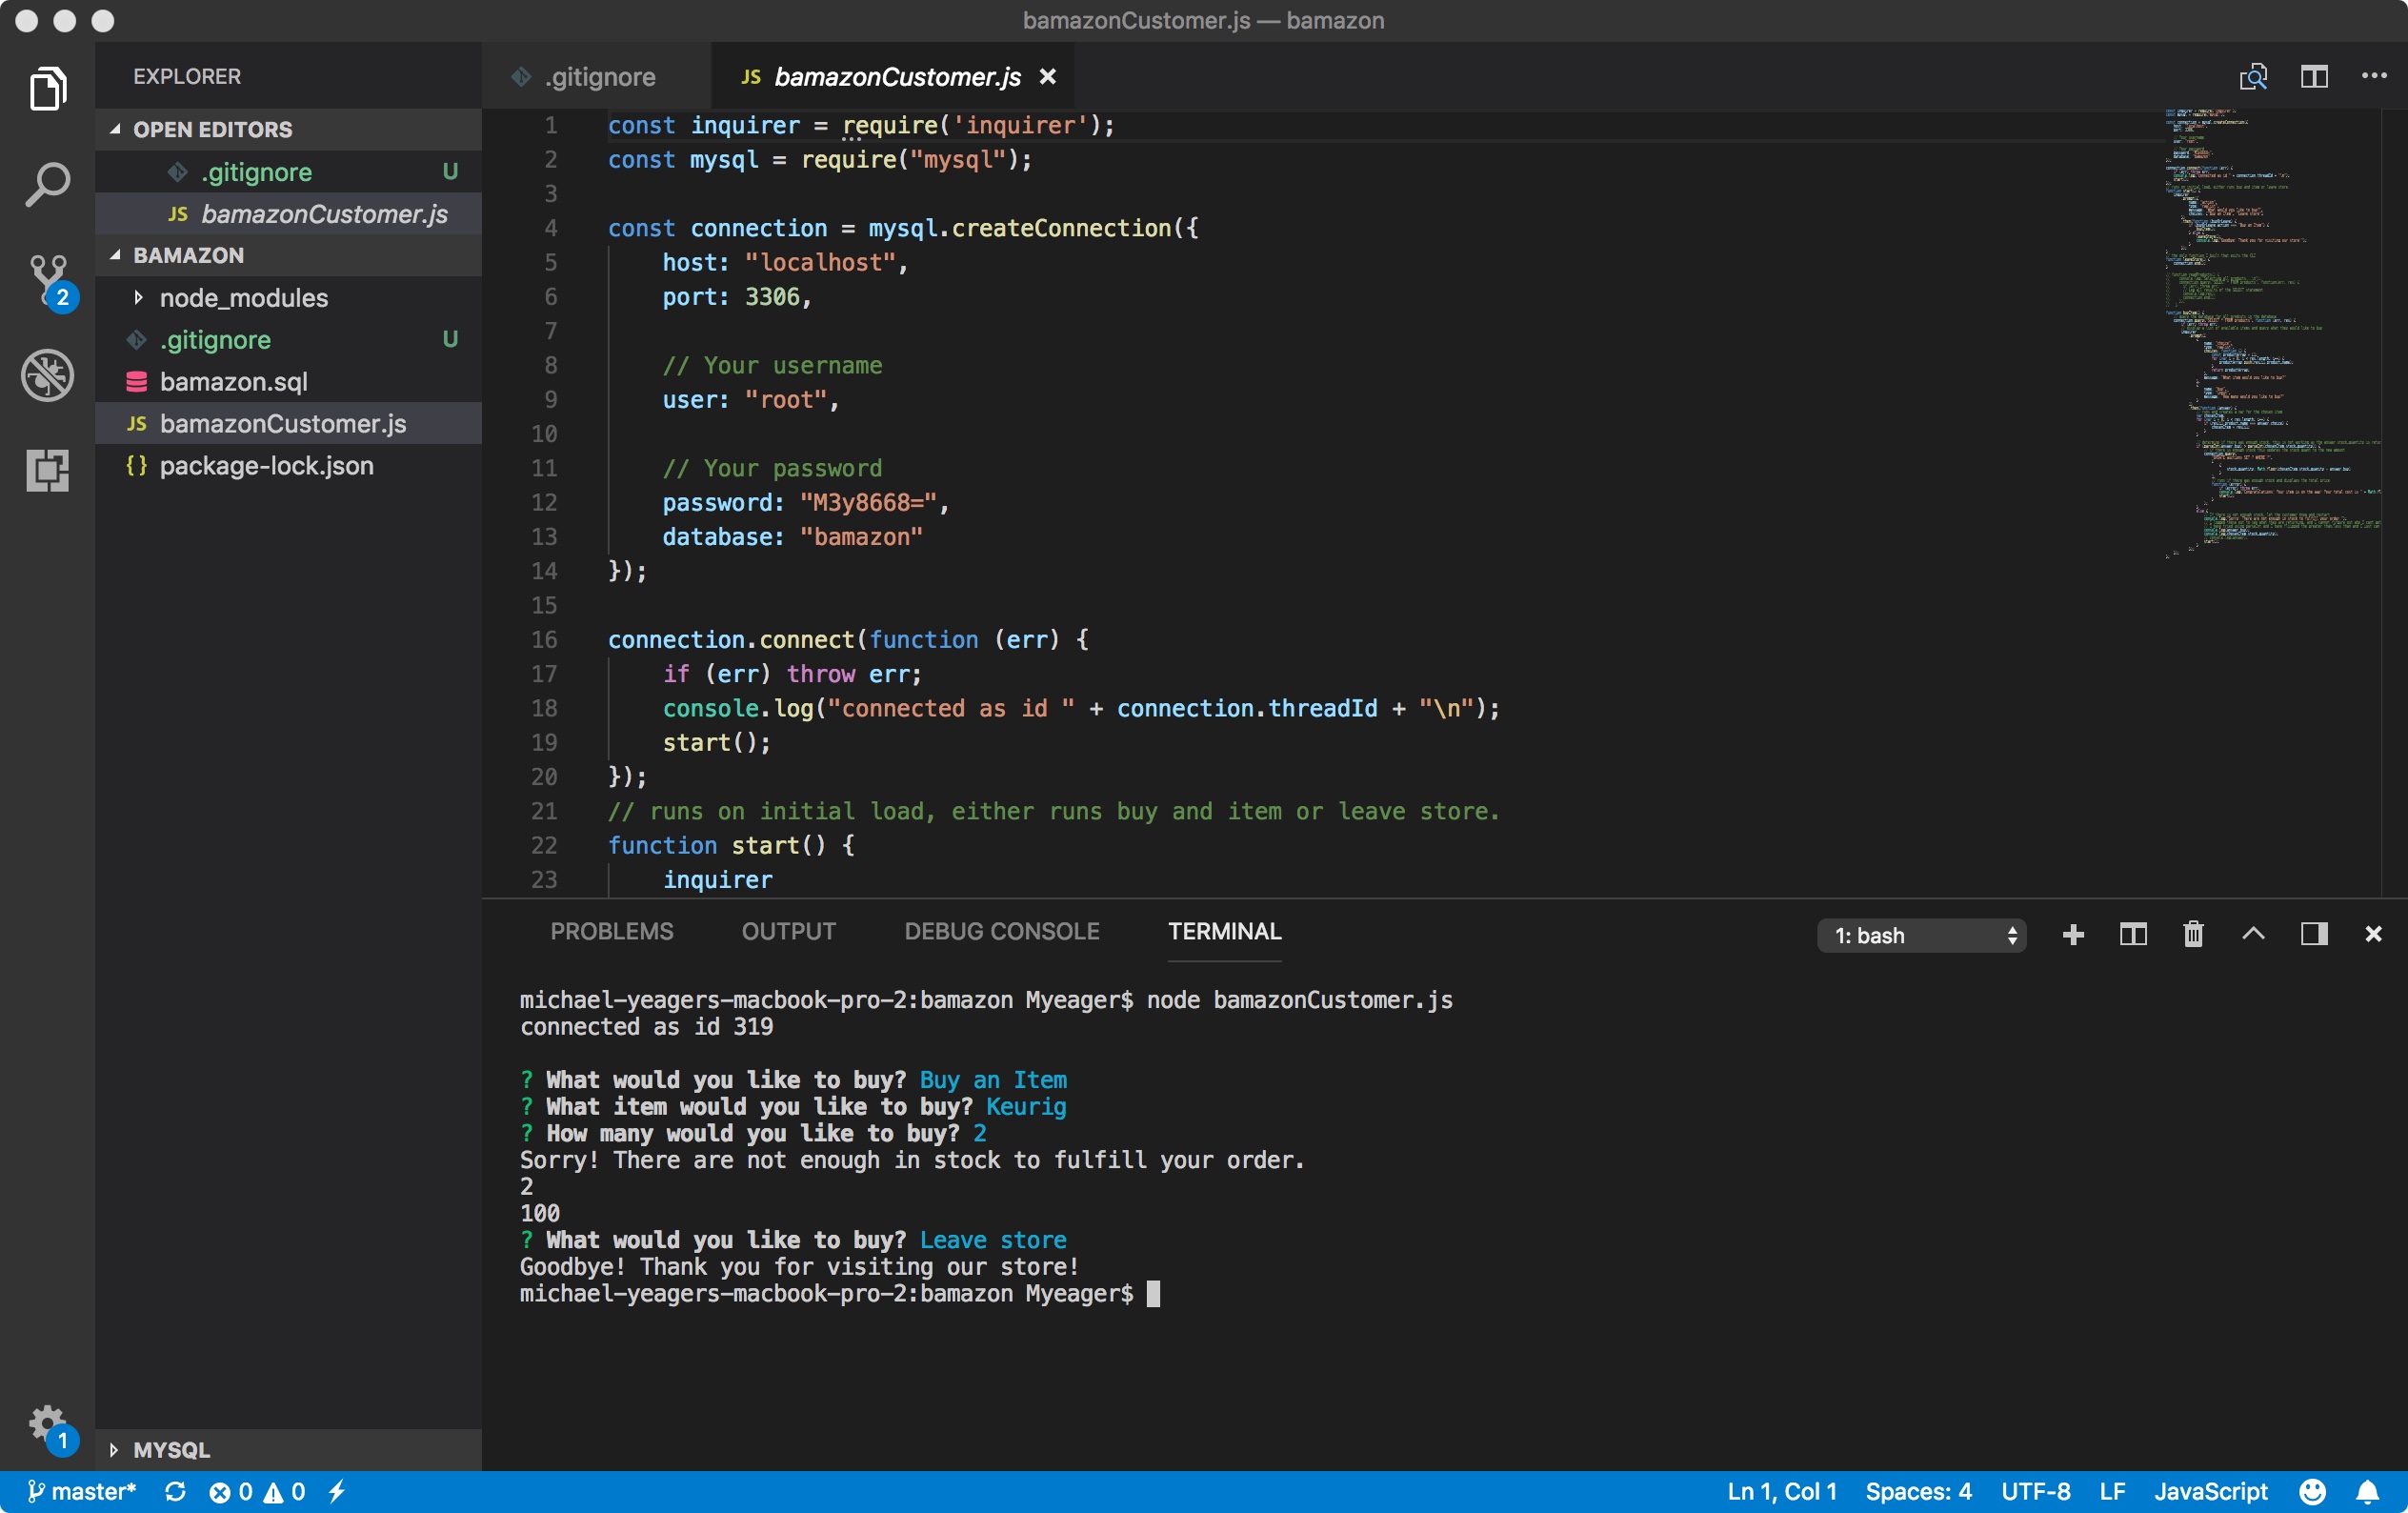 bamazonCustomer.js — bamazon
EXPLORER
OPEN EDITORS
.gitignore U
JS bamazonCustomer.js
BAMAZON
node_modules
.gitignore U
bamazon.sql
JS bamazonCustomer.js
{} package-lock.json
MYSQL
2
1
.gitignore
JS bamazonCustomer.js
1 const inquirer = require('inquirer');
2 const mysql = require("mysql");
3
4 const connection = mysql.createConnection({
5 host: "localhost",
6 port: 3306,
7
8 // Your username
9 user: "root",
10
11 // Your password
12 password: "M3y8668=",
13 database: "bamazon"
14 });
15
16 connection.connect(function (err) {
17 if (err) throw err;
18 console.log("connected as id " + connection.threadId + "\n");
19 start();
20 });
21 // runs on initial load, either runs buy and item or leave store.
22 function start() {
23 inquirer
PROBLEMS OUTPUT DEBUG CONSOLE TERMINAL 1: bash
michael-yeagers-macbook-pro-2:bamazon Myeager$ node bamazonCustomer.js
connected as id 319
? What would you like to buy? Buy an Item
? What item would you like to buy? Keurig
? How many would you like to buy? 2
Sorry! There are not enough in stock to fulfill your order.
2
100
? What would you like to buy? Leave store
Goodbye! Thank you for visiting our store!
michael-yeagers-macbook-pro-2:bamazon Myeager$
master* 0 0 Ln 1, Col 1 Spaces: 4 UTF-8 LF JavaScript